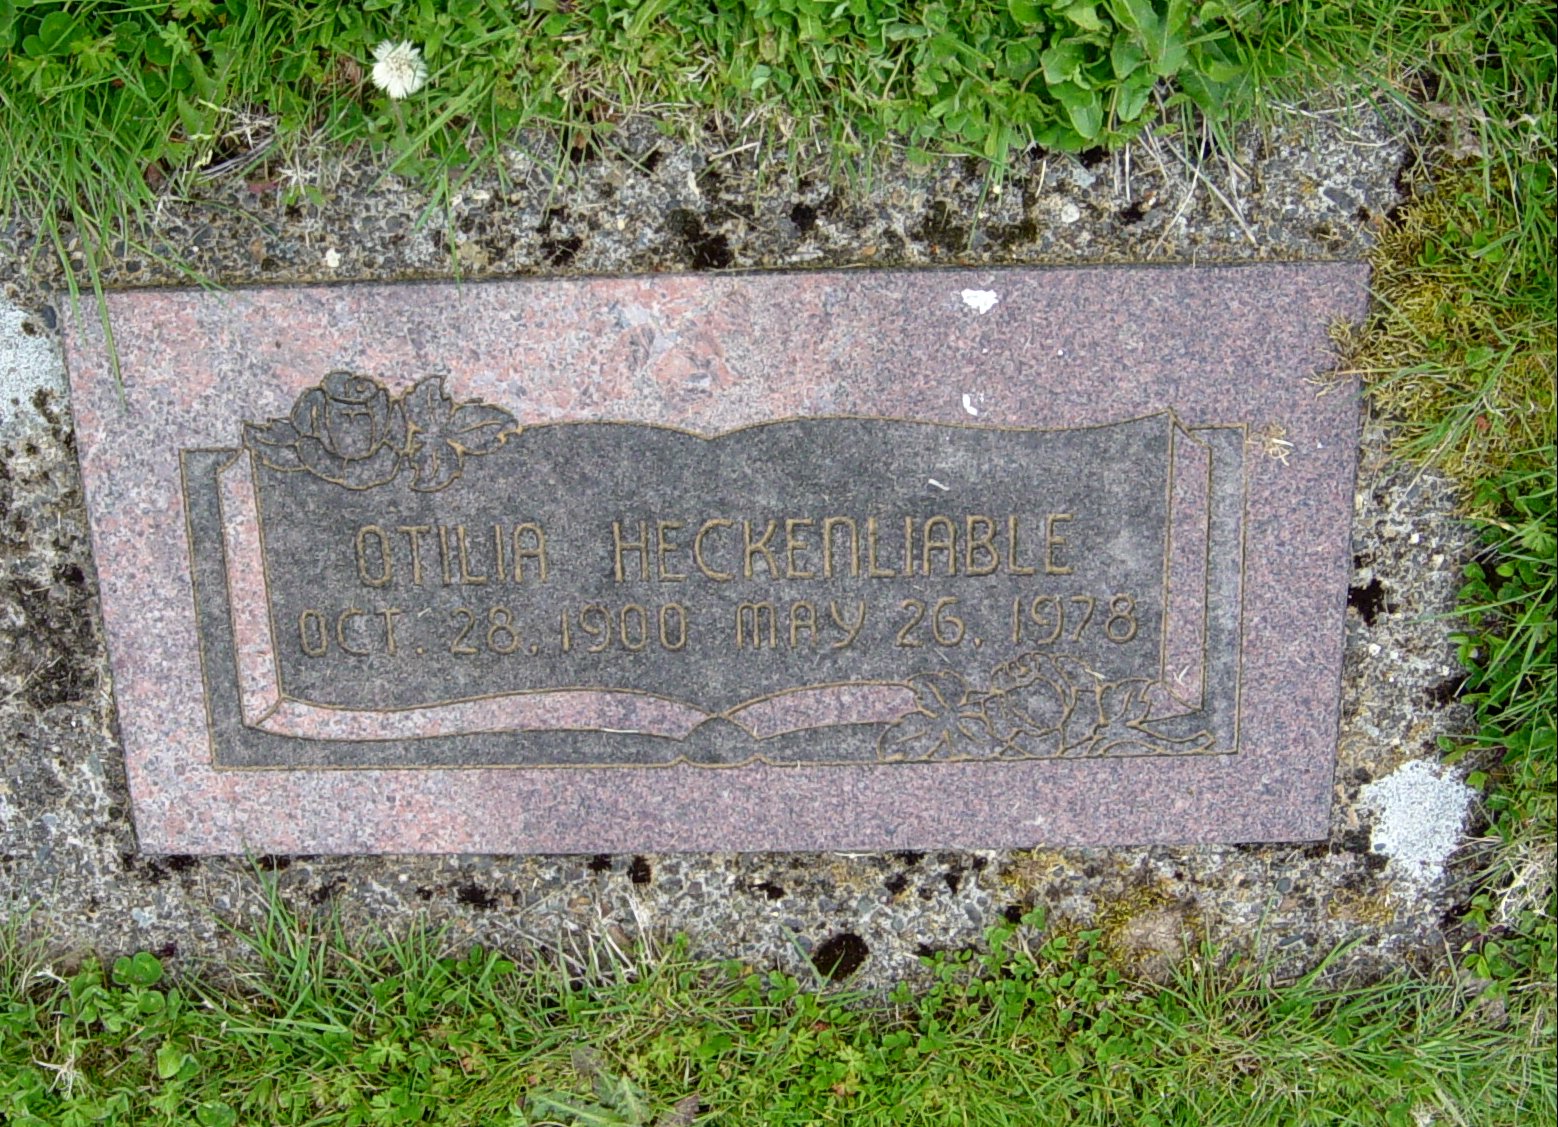 OTILIA HECKENLIABLE
OCT. 28, 1900 MAY 26, 1978